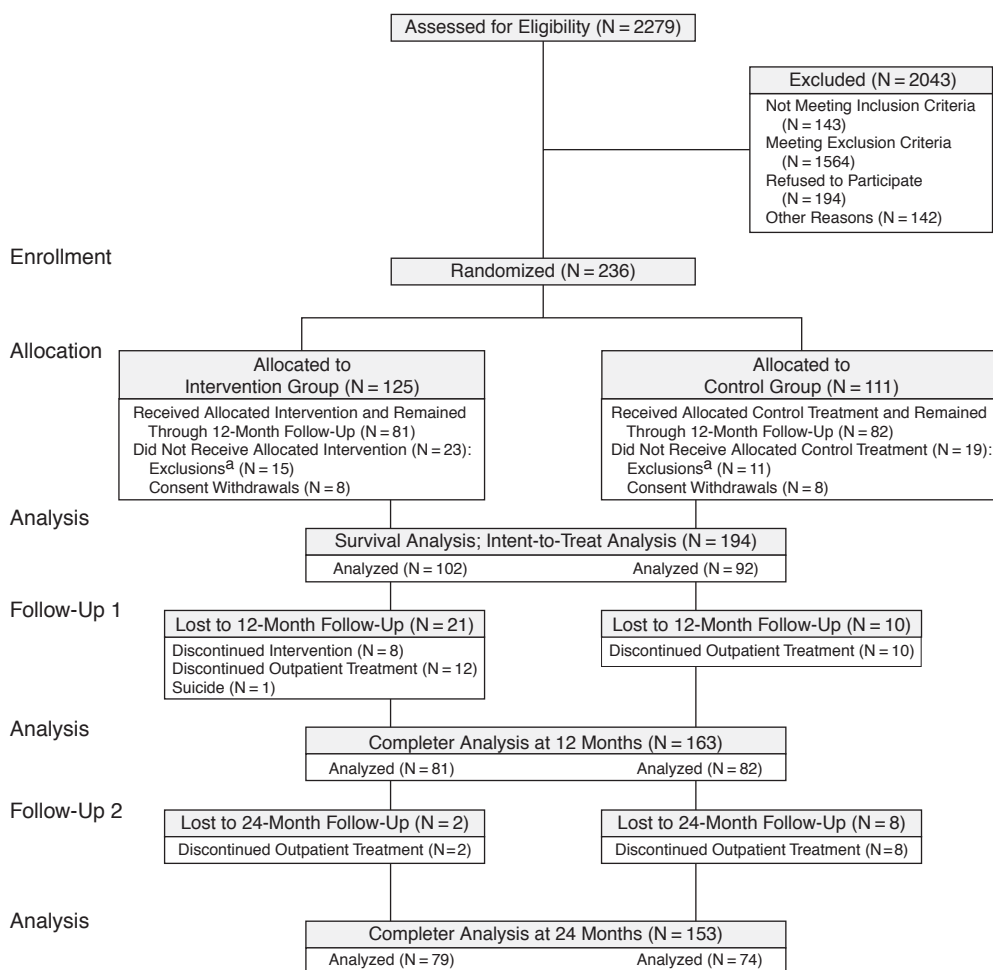 Assessed for Eligibility (N = 2279)
Excluded (N = 2043)
Not Meeting Inclusion Criteria
(N = 143)
Meeting Exclusion Criteria
(N = 1564)
Refused to Participate
(N = 194)
Other Reasons (N = 142)
Enrollment
Randomized (N = 236)
Allocation
Allocated to
Intervention Group (N = 125)
Received Allocated Intervention and Remained
Through 12-Month Follow-Up (N = 81)
Did Not Receive Allocated Intervention (N = 23):
Exclusionsa (N = 15)
Consent Withdrawals (N = 8)
Allocated to
Control Group (N = 111)
Received Allocated Control Treatment and Remained
Through 12-Month Follow-Up (N = 82)
Did Not Receive Allocated Control Treatment (N = 19):
Exclusionsa (N = 11)
Consent Withdrawals (N = 8)
Analysis
Survival Analysis; Intent-to-Treat Analysis (N = 194)
Analyzed (N = 102) Analyzed (N = 92)
Follow-Up 1
Lost to 12-Month Follow-Up (N = 21)
Discontinued Intervention (N = 8)
Discontinued Outpatient Treatment (N = 12)
Suicide (N = 1)
Lost to 12-Month Follow-Up (N = 10)
Discontinued Outpatient Treatment (N = 10)
Analysis
Completer Analysis at 12 Months (N = 163)
Analyzed (N = 81) Analyzed (N = 82)
Follow-Up 2
Lost to 24-Month Follow-Up (N = 2)
Discontinued Outpatient Treatment (N=2)
Lost to 24-Month Follow-Up (N = 8)
Discontinued Outpatient Treatment (N=8)
Analysis
Completer Analysis at 24 Months (N = 153)
Analyzed (N = 79) Analyzed (N = 74)